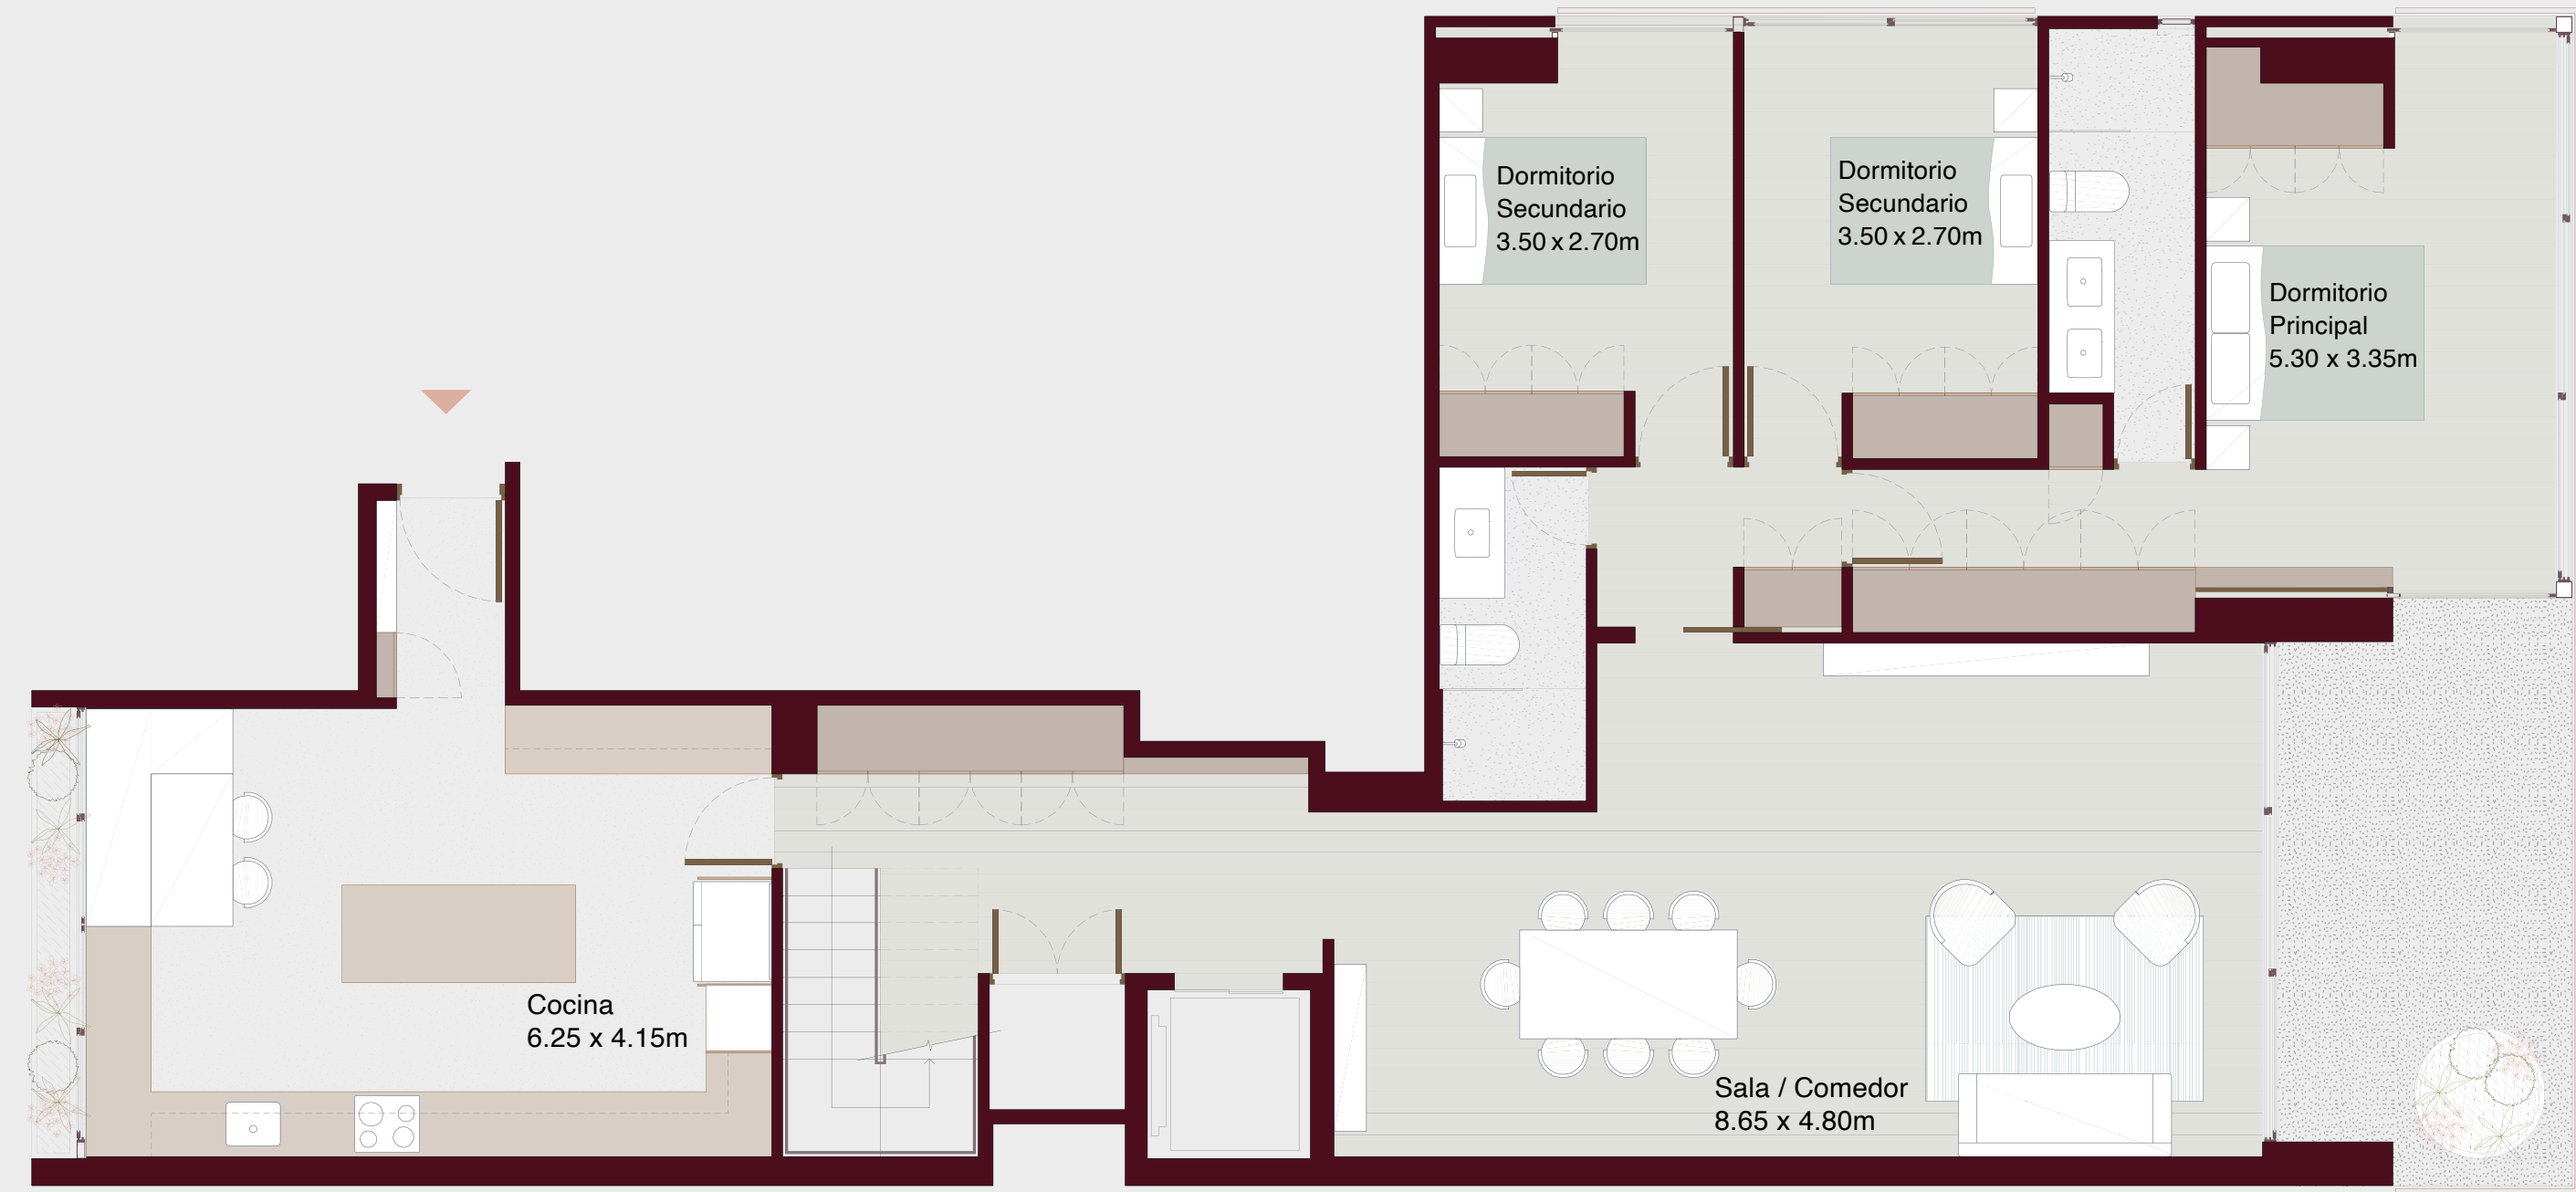 Dormitorio
Secundario
3.50 x 2.70m
Dormitorio
Secundario
3.50 x 2.70m
Dormitorio
Principal
5.30 x 3.35m
Cocina
6.25 x 4.15m
Sala / Comedor
8.65 x 4.80m